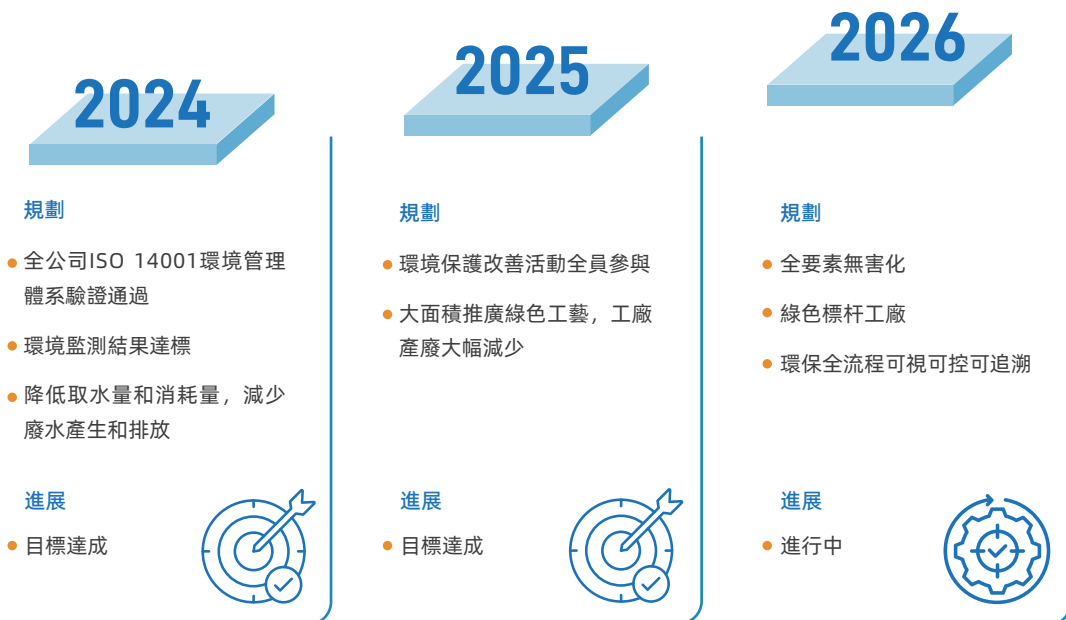 2024
規劃
全公司ISO 14001環境管理
體系驗證通過
環境監測結果達標
降低取水量和消耗量，減少
廢水產生和排放
進展
目標達成
2025
規劃
環境保護改善活動全員參與
大面積推廣綠色工藝，工廠
產廢大幅減少
進展
目標達成
2026
規劃
全要素無害化
綠色標杆工廠
環保全流程可視可控可追溯
進展
進行中